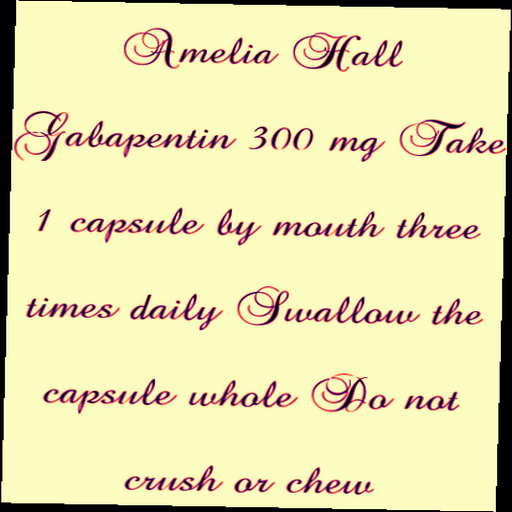 Amelia Hall
Gabapentin 300 mg Take
1 capsule by mouth three
times daily Swallow the
capsule whole Do not
crush or chew